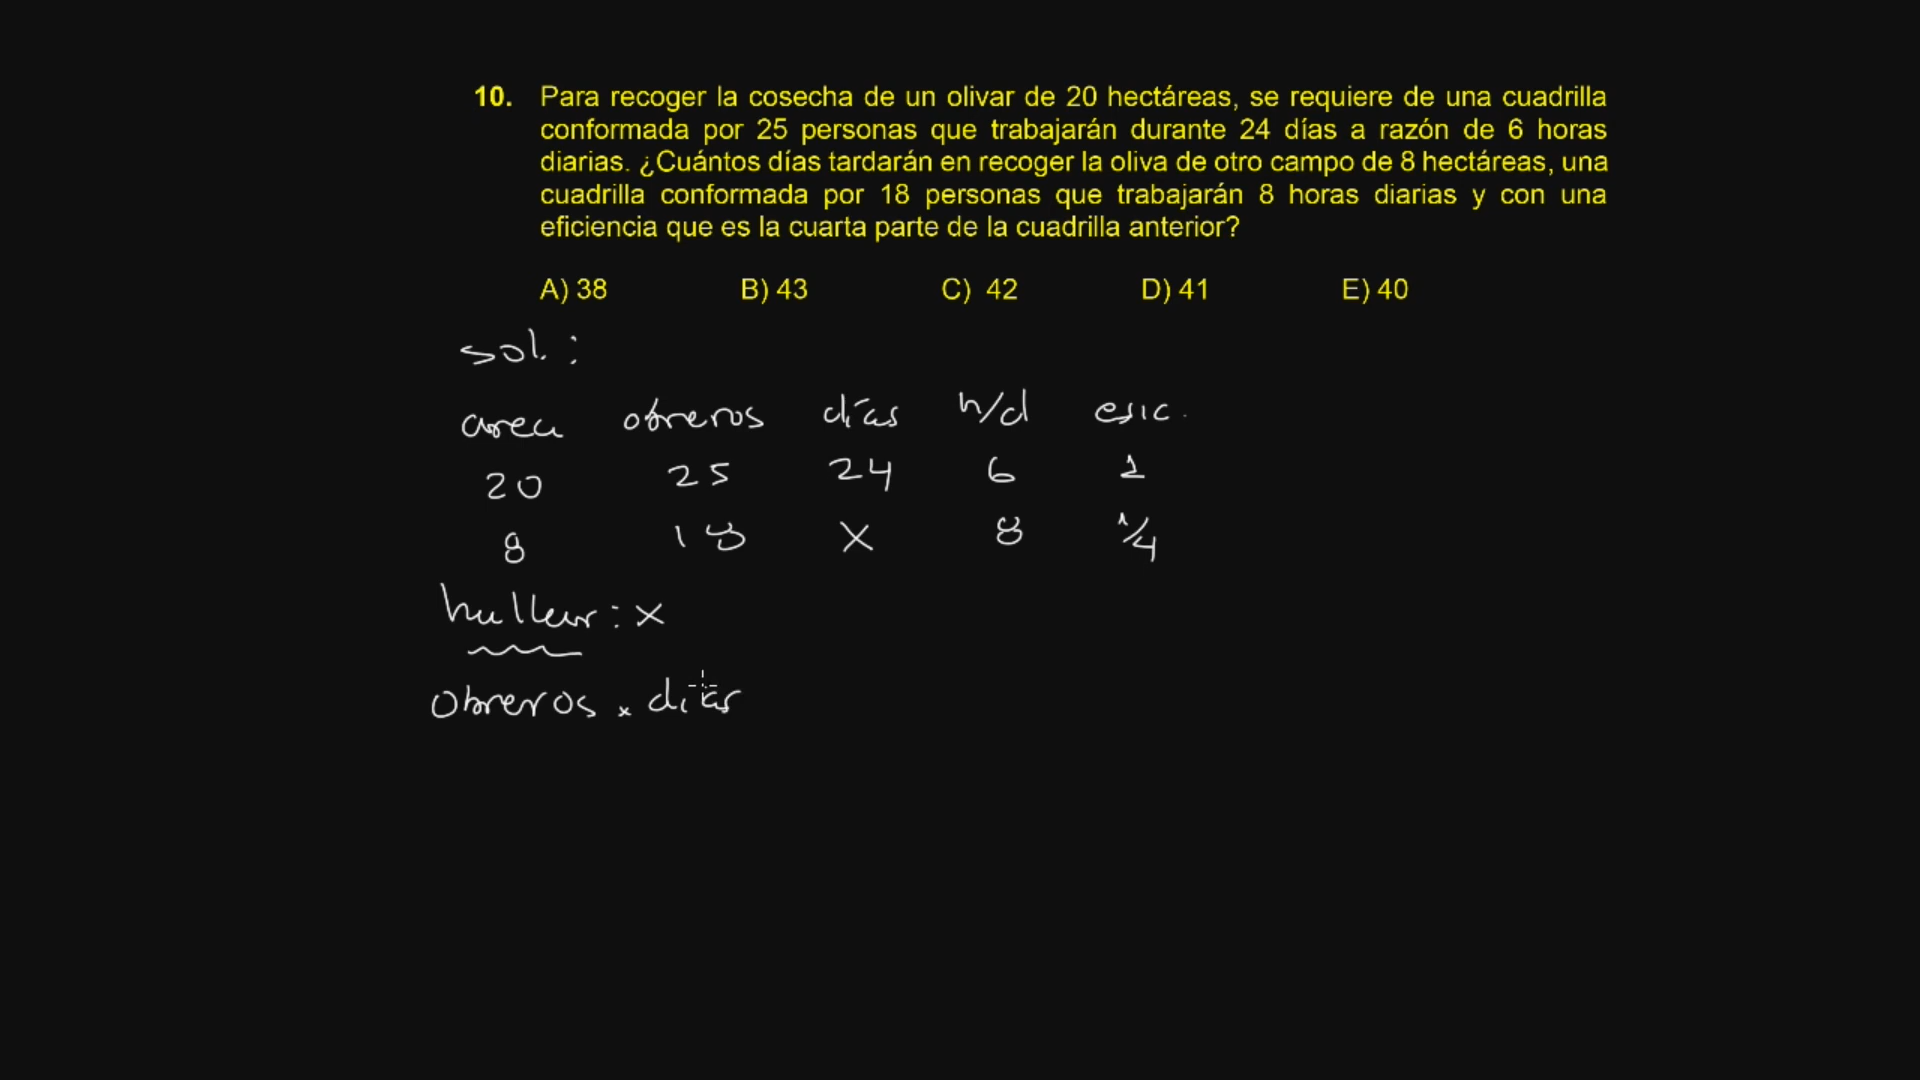 10. Para recoger la cosecha de un olivar de 20 hectáreas, se requiere de una cuadrilla
conformada por 25 personas que trabajarán durante 24 días a razón de 6 horas
diarias. ¿Cuántos días tardarán en recoger la oliva de otro campo de 8 hectáreas, una
cuadrilla conformada por 18 personas que trabajarán 8 horas diarias y con una
eficiencia que es la cuarta parte de la cuadrilla anterior?
A) 38 B) 43 C) 42 D) 41 E) 40
sol. :
area obreros días h/d efic.
20 25 24 6 1
8 18 x 8 1/4
hallar : x
obreros . días